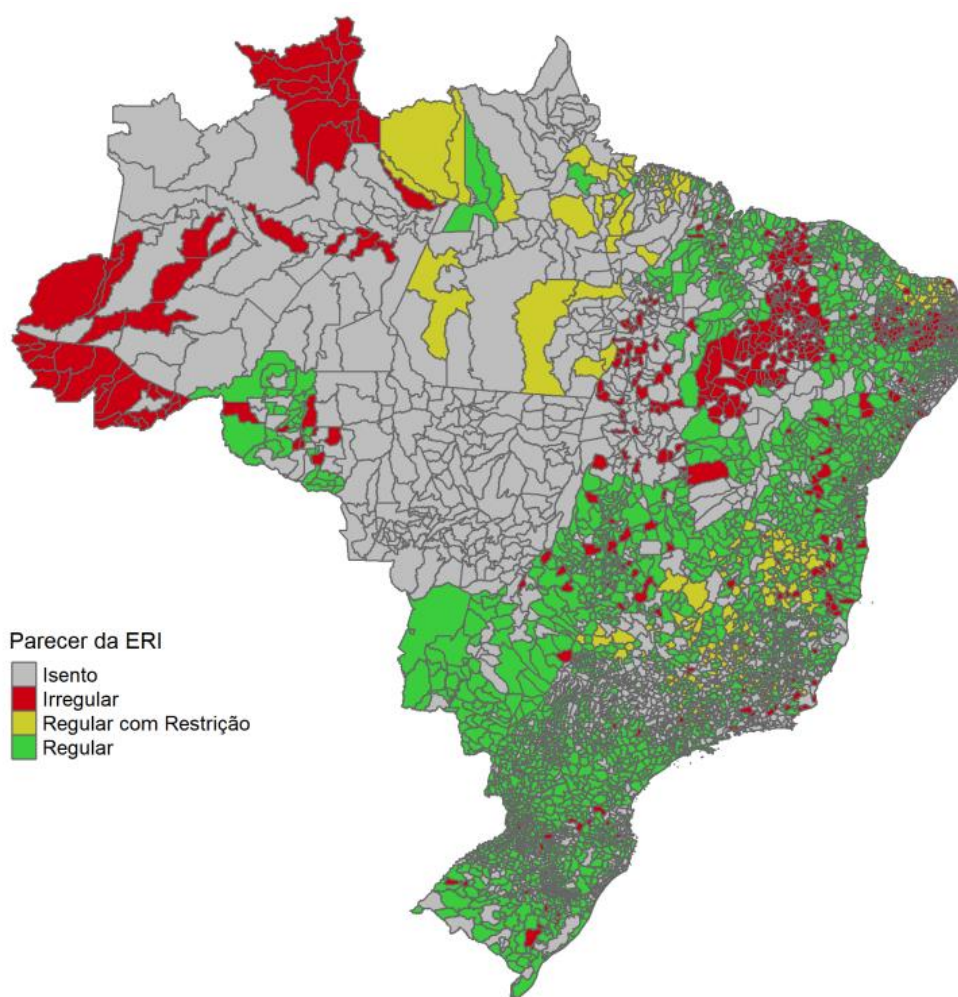 Parecer da ERI
Isento
Irregular
Regular com Restrição
Regular